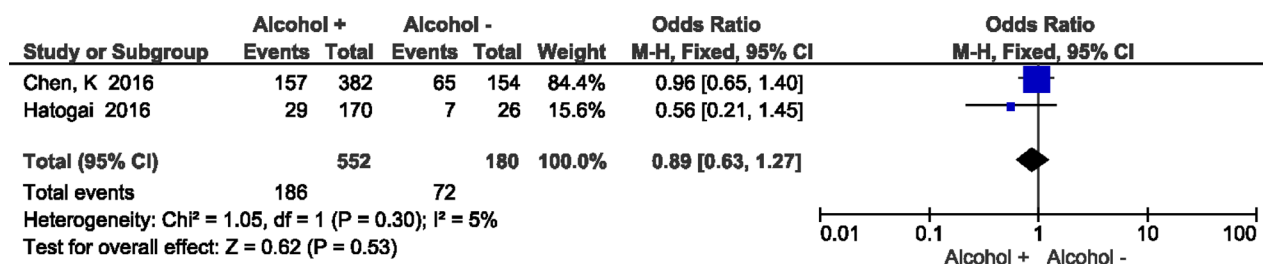 Alcohol + Alcohol - Odds Ratio Odds Ratio
Study or Subgroup Events Total Events Total Weight M-H, Fixed, 95% CI M-H, Fixed, 95% CI
Chen, K 2016 157 382 65 154 84.4% 0.96 [0.65, 1.40]
Hatogai 2016 29 170 7 26 15.6% 0.56 [0.21, 1.45]
Total (95% CI) 552 180 100.0% 0.89 [0.63, 1.27]
Total events 186 72
Heterogeneity: Chi² = 1.05, df = 1 (P = 0.30); I² = 5%
Test for overall effect: Z = 0.62 (P = 0.53)
0.01 0.1 1 10 100
Alcohol + Alcohol -